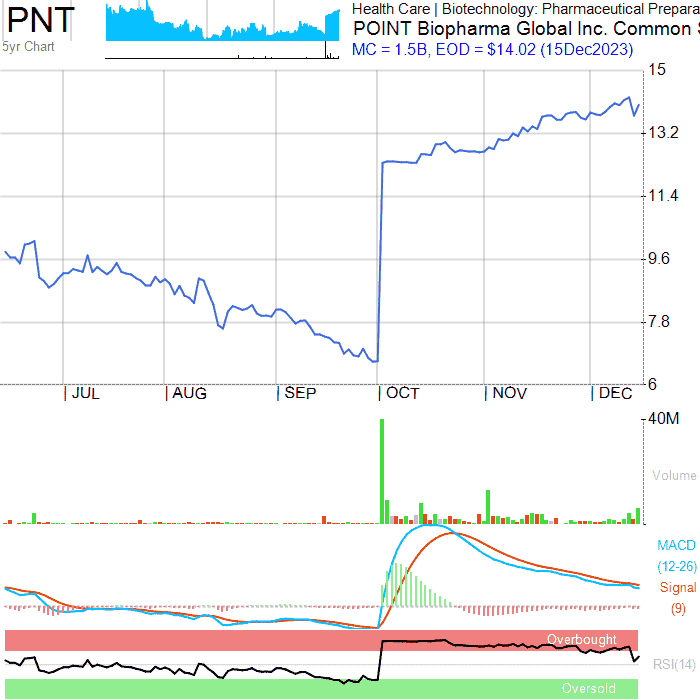 PNT
5yr Chart
Health Care | Biotechnology: Pharmaceutical Prepara
POINT Biopharma Global Inc. Common S
MC = 1.5B, EOD = $14.02 (15Dec2023)
15
13.2
11.4
9.6
7.8
6
| JUL | AUG | SEP | OCT | NOV | DEC
40M
Volume
MACD
(12-26)
Signal
(9)
Overbought
RSI(14)
Oversold